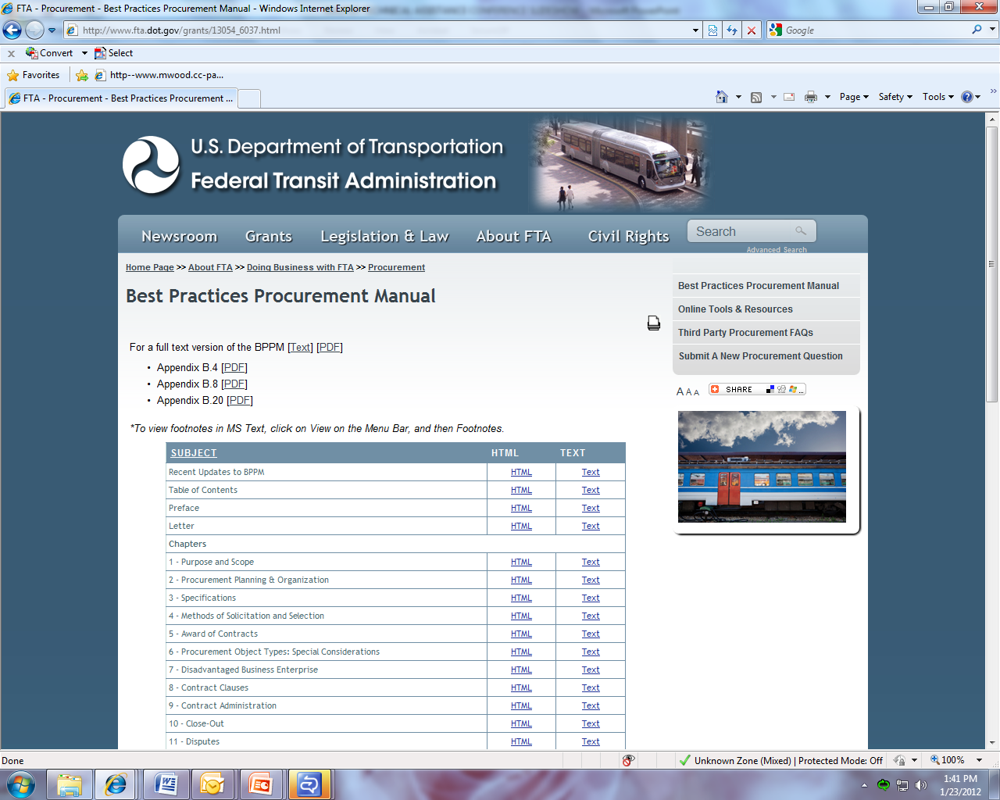 FTA - Procurement - Best Practices Procurement Manual - Windows Internet Explorer
http://www.fta.dot.gov/grants/13054_6037.html
Google
x Convert Select
Favorites http--www.mwood.cc-pa...
FTA - Procurement - Best Practices Procurement ...
Page Safety Tools
U.S. Department of Transportation
Federal Transit Administration
Newsroom Grants Legislation & Law About FTA Civil Rights Search
Advanced Search
Home Page >> About FTA >> Doing Business with FTA >> Procurement
Best Practices Procurement Manual
For a full text version of the BPPM [Text] [PDF]
• Appendix B.4 [PDF]
• Appendix B.8 [PDF]
• Appendix B.20 [PDF]
*To view footnotes in MS Text, click on View on the Menu Bar, and then Footnotes.
SUBJECT HTML TEXT
Recent Updates to BPPM HTML Text
Table of Contents HTML Text
Preface HTML Text
Letter HTML Text
Chapters
1 - Purpose and Scope HTML Text
2 - Procurement Planning & Organization HTML Text
3 - Specifications HTML Text
4 - Methods of Solicitation and Selection HTML Text
5 - Award of Contracts HTML Text
6 - Procurement Object Types: Special Considerations HTML Text
7 - Disadvantaged Business Enterprise HTML Text
8 - Contract Clauses HTML Text
9 - Contract Administration HTML Text
10 - Close-Out HTML Text
11 - Disputes HTML Text
Best Practices Procurement Manual
Online Tools & Resources
Third Party Procurement FAQs
Submit A New Procurement Question
A A A SHARE ...
Done Unknown Zone (Mixed) | Protected Mode: Off 100%
1:41 PM
1/23/2012